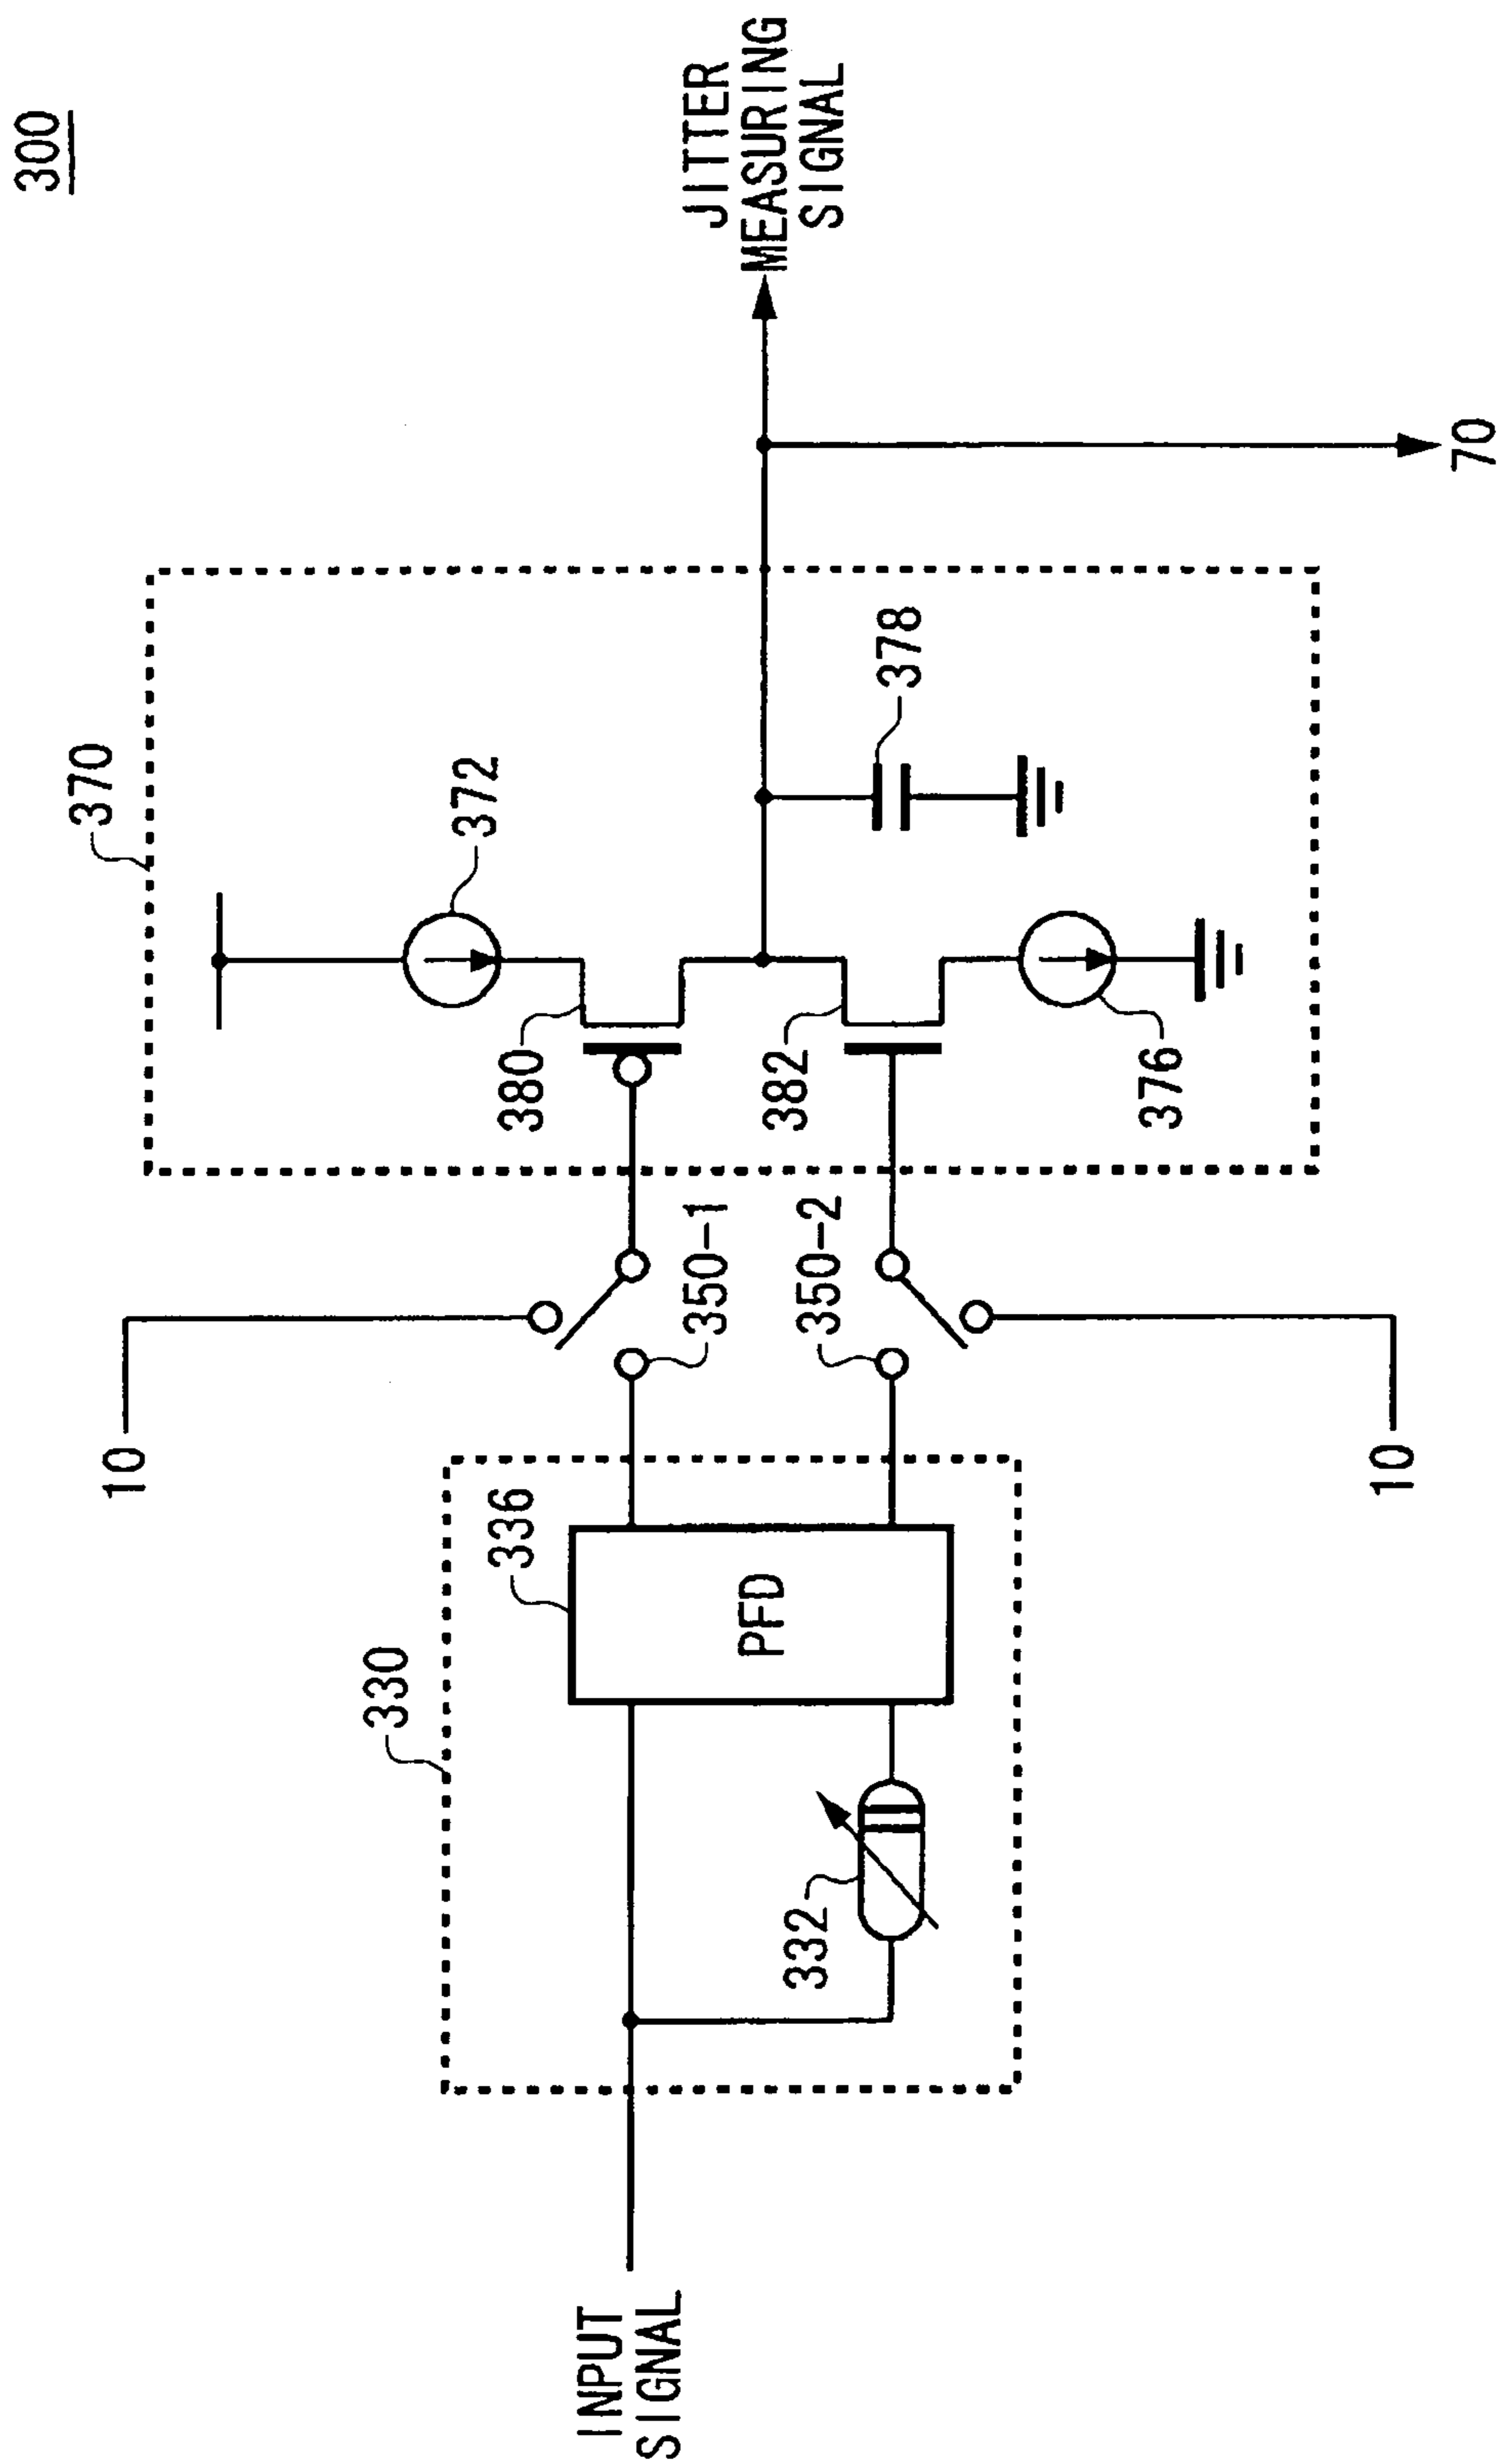 300
370
372
380
382
376
378
JITTER
MEASURING
SIGNAL
70
10
350-1
350-2
10
330
336
PFD
332
INPUT
SIGNAL